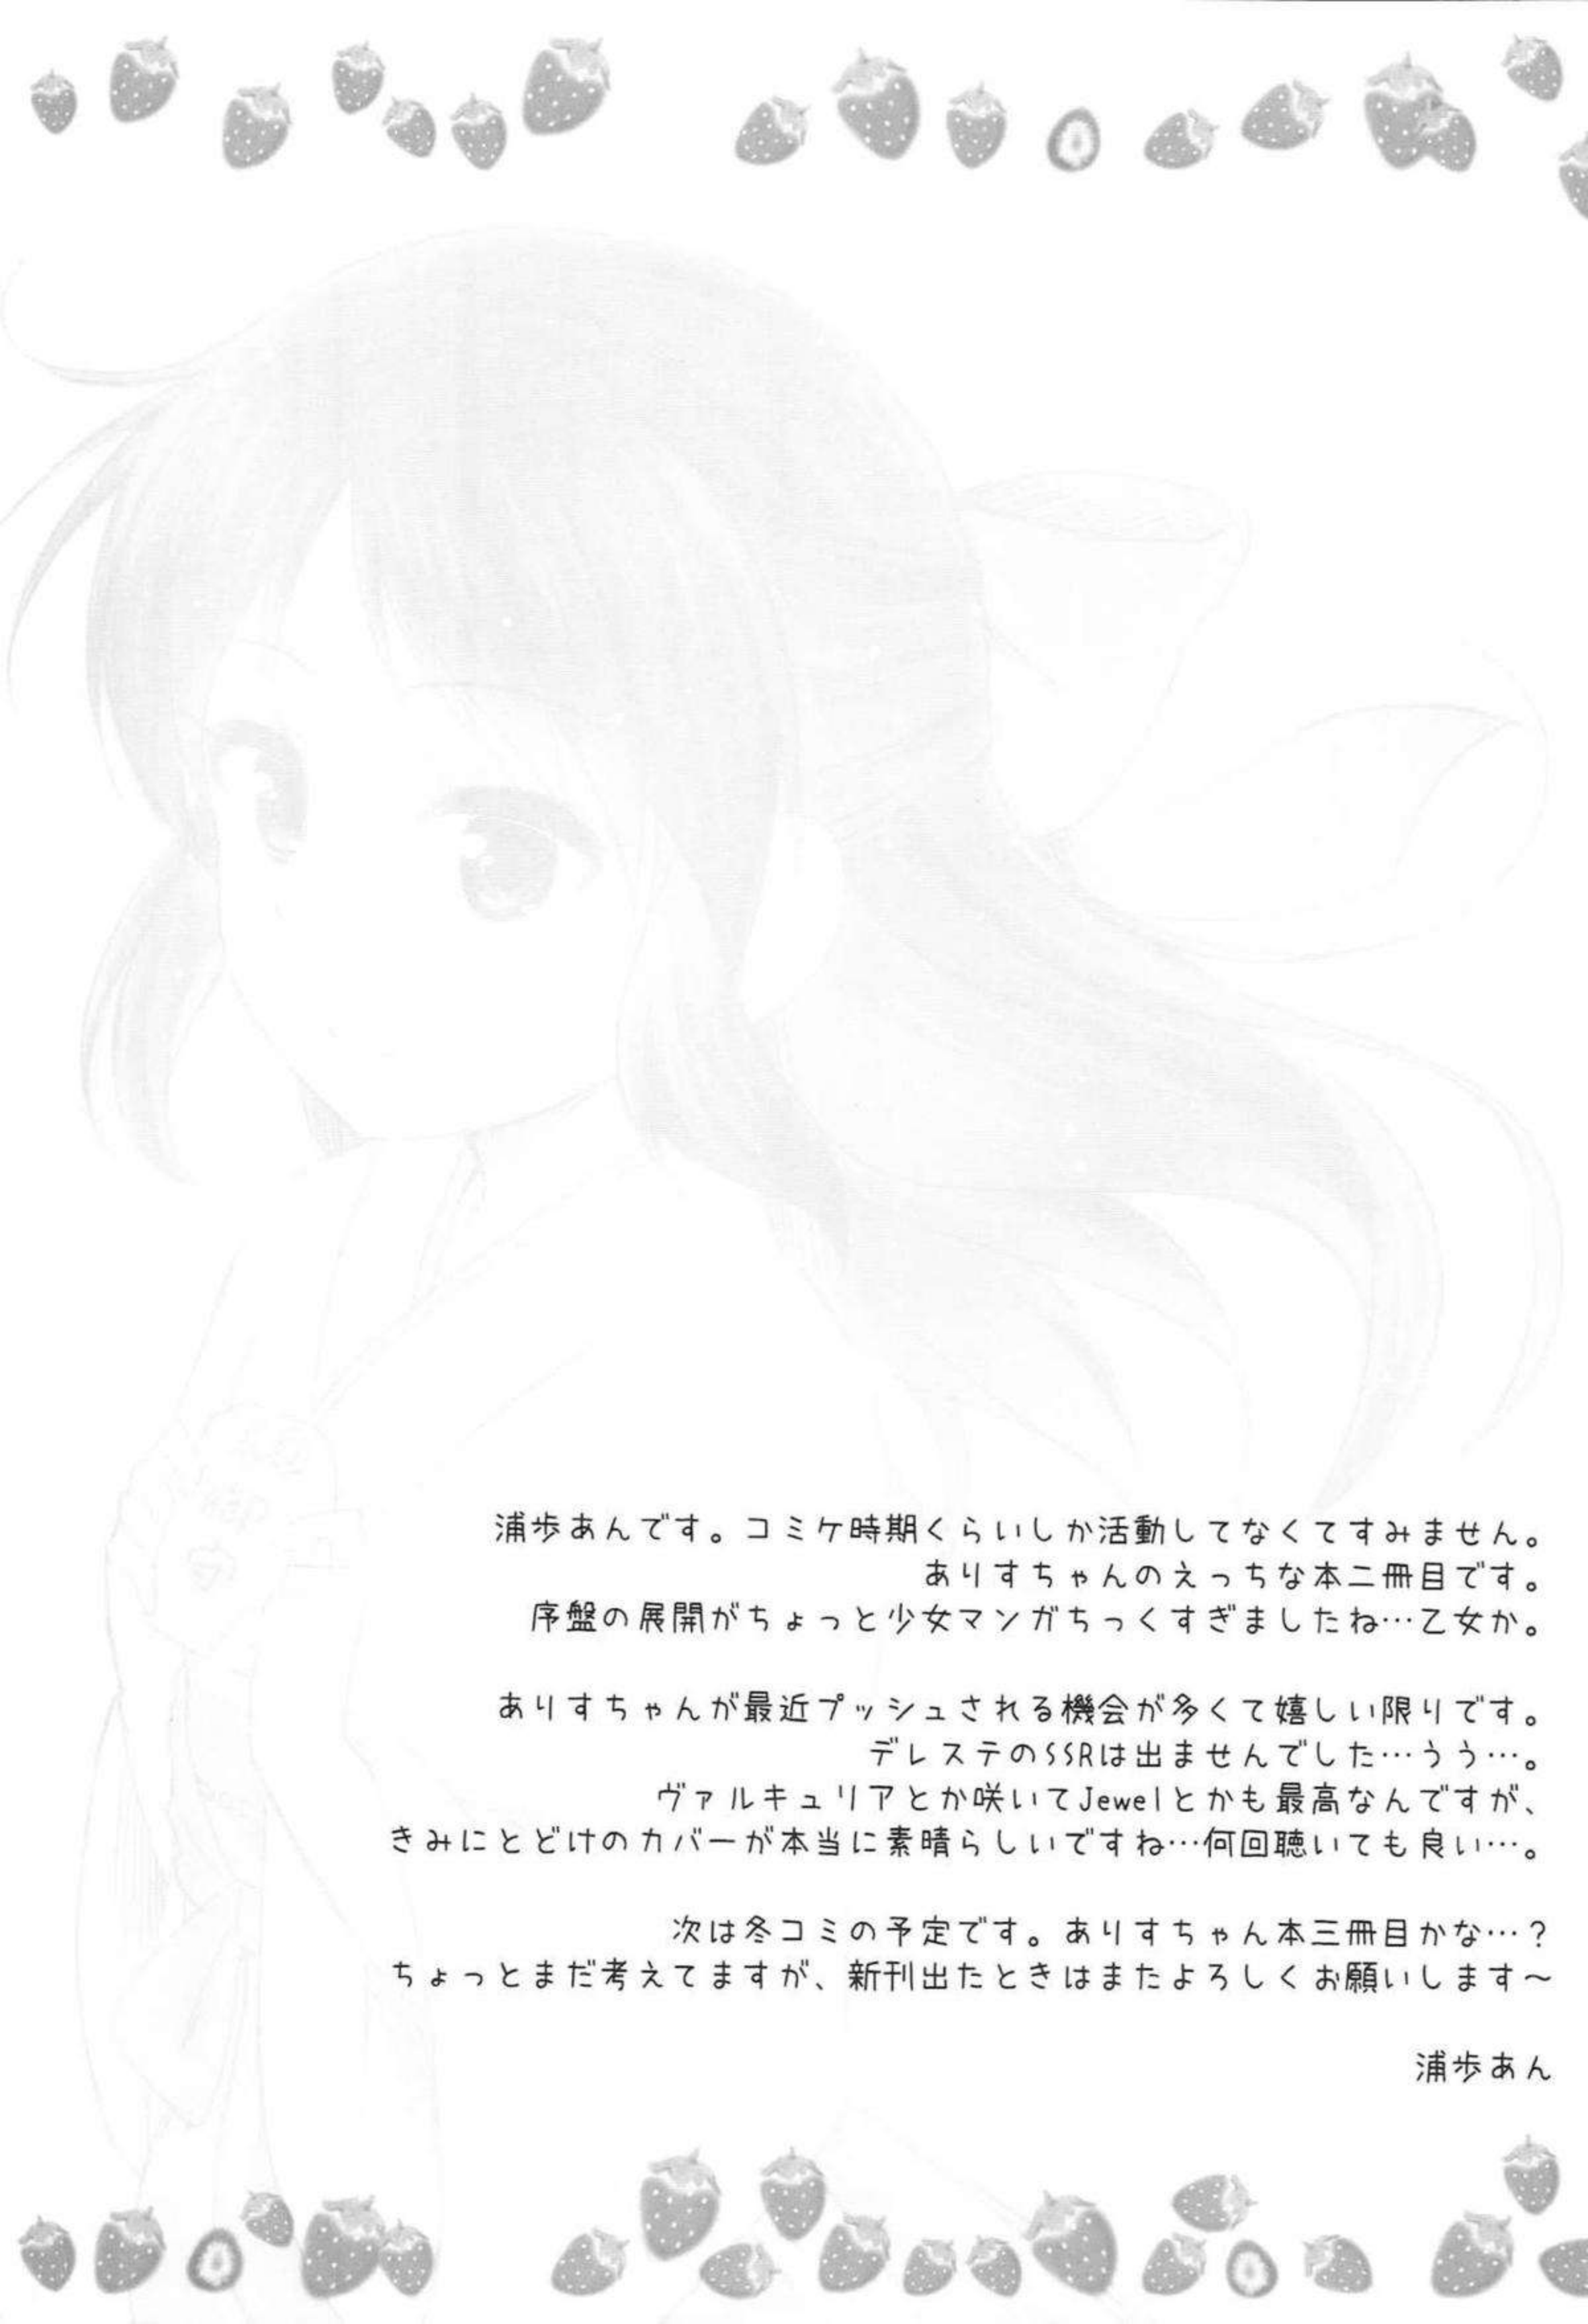 浦歩あんです。コミケ時期くらいしか活動してなくてすみません。
ありすちゃんのえっちな本二冊目です。
序盤の展開がちょっと少女マンガちっくすぎましたね…乙女か。
ありすちゃんが最近プッシュされる機会が多くて嬉しい限りです。
デレステのSSRは出ませんでした…うう…。
ヴァルキュリアとか咲いてJewelとかも最高なんですが、
きみにとどけのカバーが本当に素晴らしいですね…何回聴いても良い…。
次は冬コミの予定です。ありすちゃん本三冊目かな…？
ちょっとまだ考えてますが、新刊出たときはまたよろしくお願いします～
浦歩あん